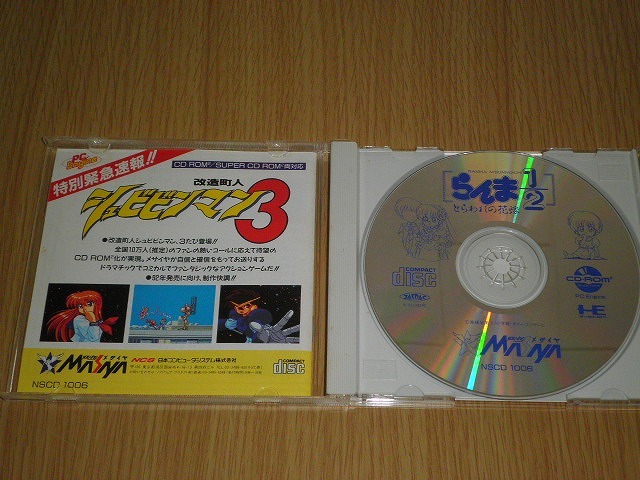 PC Engine
特別緊急速報!!
CD ROM²/SUPER CD ROM²両対応
改造町人
シュビビンマン3
●改造町人シュビビンマン、3たび登場!!
全国10万人(推定)のファンの熱いコールに応えて待望の
CD ROM²化が実現。メサイヤが自信と確信をもってお送りする
ドラマチックでコミカルでファンタジックなアクションゲームだ!!
●92年発売に向け、制作快調!!
メサイヤ
MASAYA
NCS 日本コンピュータシステム株式会社
COMPACT
disc
NSCD 1006
らんま1/2
とらわれの花嫁
COMPACT
disc
CD-ROM²
PC Engine
HE
メサイヤ
MASAYA
NSCD 1006